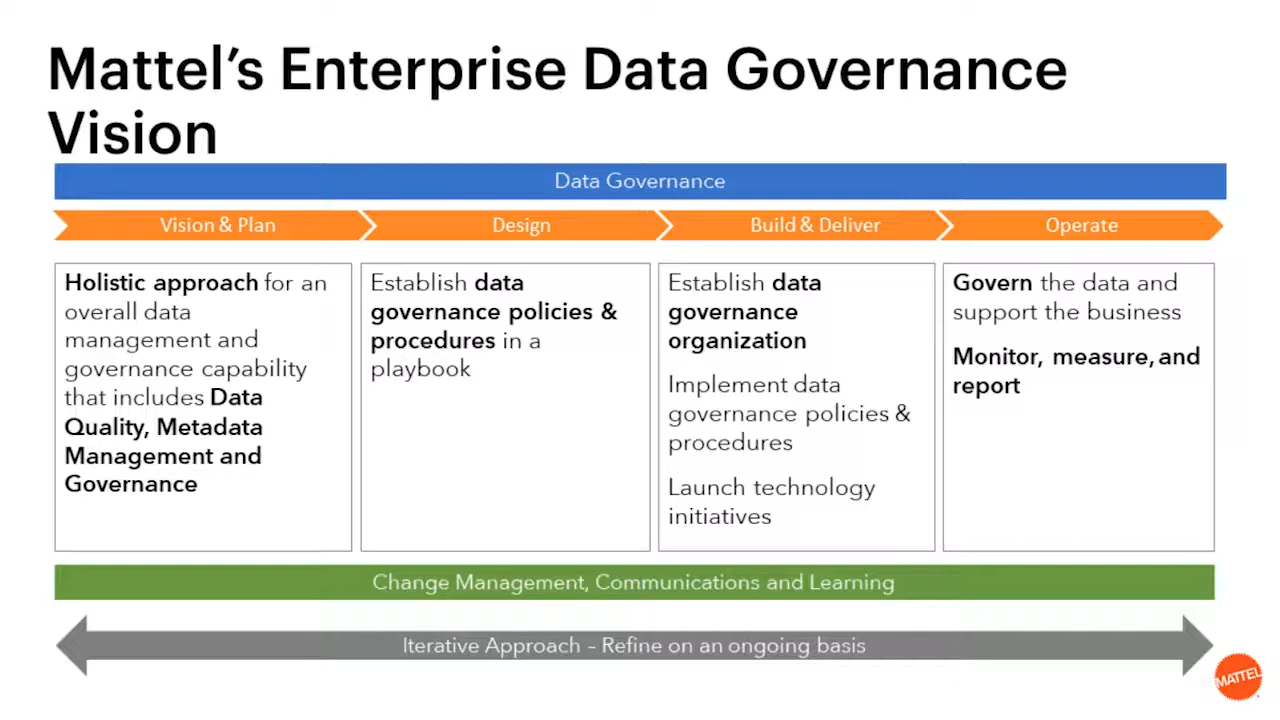 Mattel’s Enterprise Data Governance
Vision
Data Governance
Vision & Plan
Design
Build & Deliver
Operate
Holistic approach for an
overall data
management and
governance capability
that includes Data
Quality, Metadata
Management and
Governance
Establish data
governance policies &
procedures in a
playbook
Establish data
governance
organization
Implement data
governance policies &
procedures
Launch technology
initiatives
Govern the data and
support the business
Monitor, measure, and
report
Change Management, Communications and Learning
Iterative Approach – Refine on an ongoing basis
MATTEL